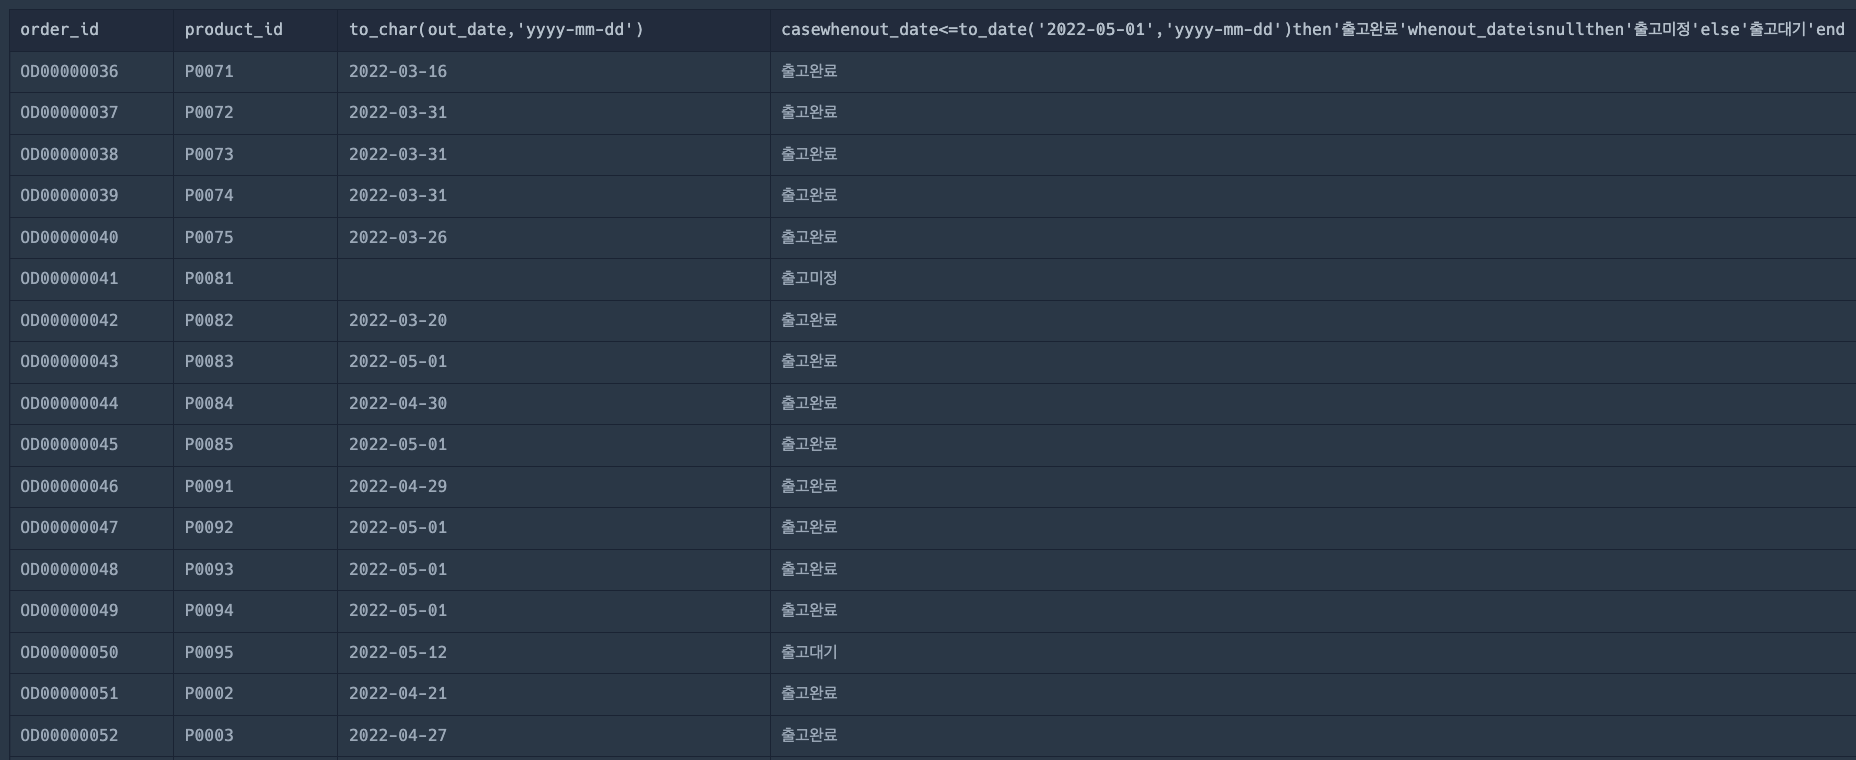 order_id product_id to_char(out_date,'yyyy-mm-dd') casewhenout_date<=to_date('2022-05-01','yyyy-mm-dd')then'출고완료'whenout_dateisnullthen'출고미정'else'출고대기'end
OD00000036 P0071 2022-03-16 출고완료
OD00000037 P0072 2022-03-31 출고완료
OD00000038 P0073 2022-03-31 출고완료
OD00000039 P0074 2022-03-31 출고완료
OD00000040 P0075 2022-03-26 출고완료
OD00000041 P0081 출고미정
OD00000042 P0082 2022-03-20 출고완료
OD00000043 P0083 2022-05-01 출고완료
OD00000044 P0084 2022-04-30 출고완료
OD00000045 P0085 2022-05-01 출고완료
OD00000046 P0091 2022-04-29 출고완료
OD00000047 P0092 2022-05-01 출고완료
OD00000048 P0093 2022-05-01 출고완료
OD00000049 P0094 2022-05-01 출고완료
OD00000050 P0095 2022-05-12 출고대기
OD00000051 P0002 2022-04-21 출고완료
OD00000052 P0003 2022-04-27 출고완료